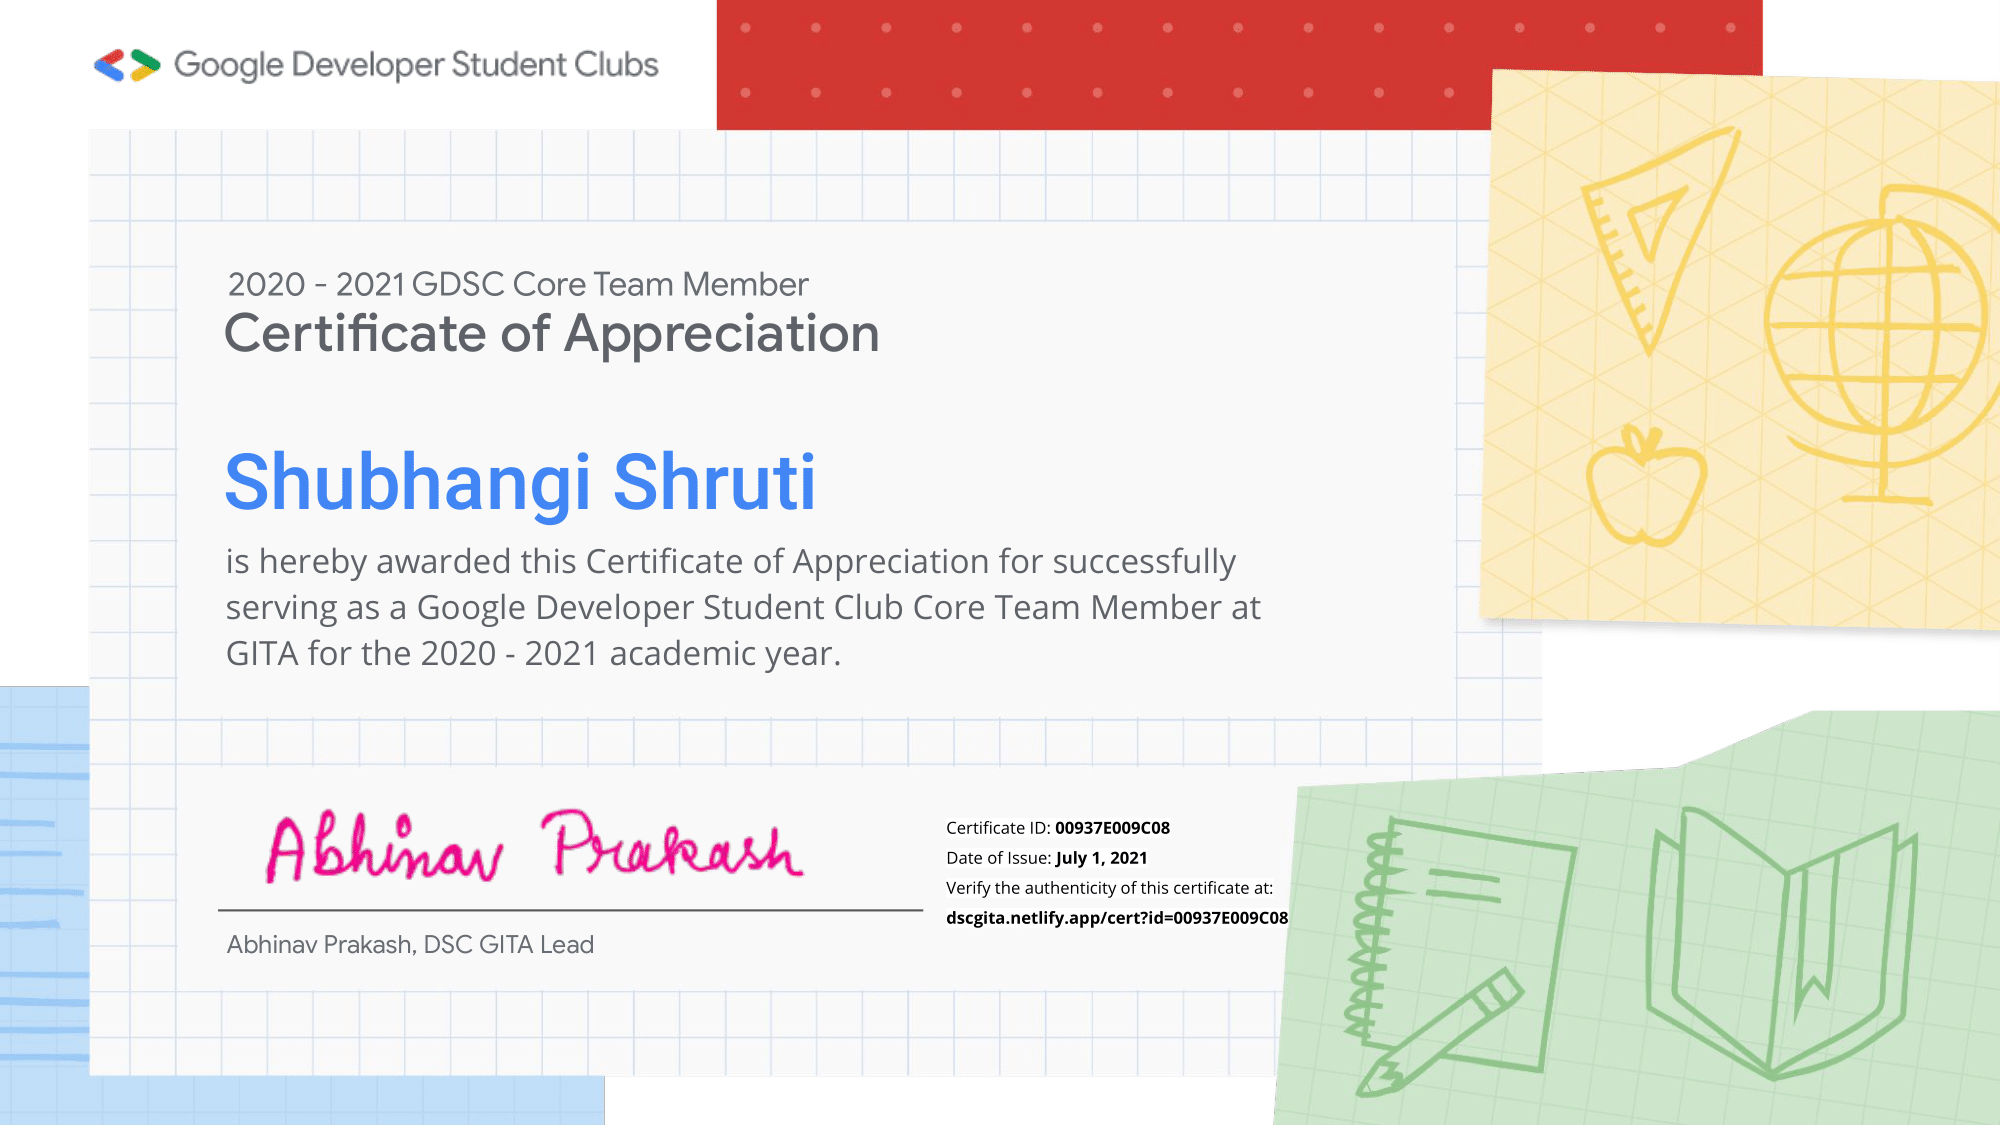 Google Developer Student Clubs
2020 - 2021 GDSC Core Team Member
Certificate of Appreciation
Shubhangi Shruti
is hereby awarded this Certificate of Appreciation for successfully
serving as a Google Developer Student Club Core Team Member at
GITA for the 2020 - 2021 academic year.
Abhinav Prakash
Abhinav Prakash, DSC GITA Lead
Certificate ID: 00937E009C08
Date of Issue: July 1, 2021
Verify the authenticity of this certificate at:
dscgita.netlify.app/cert?id=00937E009C08